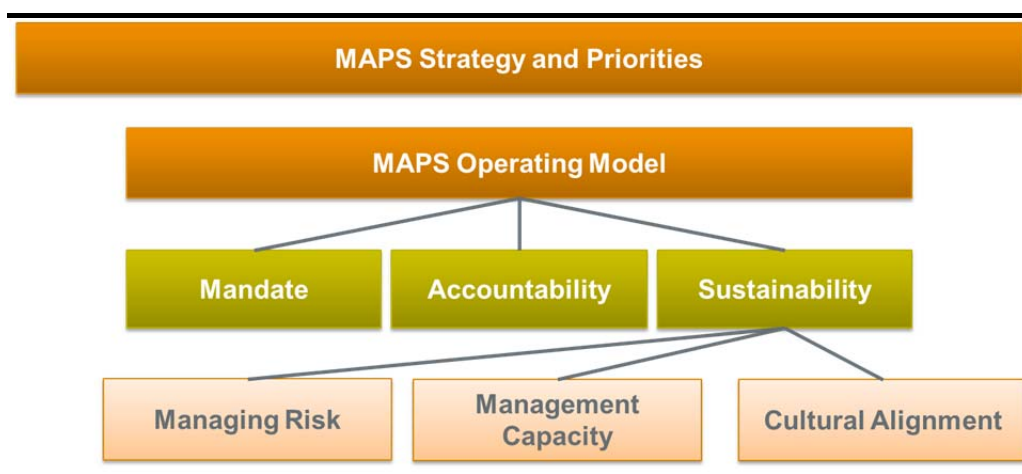 MAPS Strategy and Priorities
MAPS Operating Model
Mandate
Accountability
Sustainability
Managing Risk
Management
Capacity
Cultural Alignment